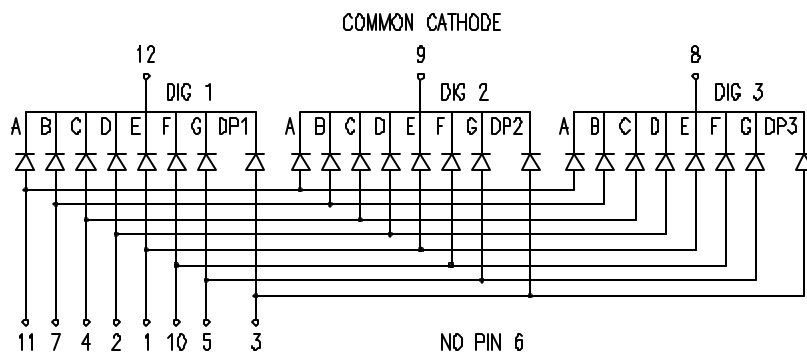 COMMON CATHODE
12 9 8
DIG 1 DIG 2 DIG 3
A B C D E F G DP1 A B C D E F G DP2 A B C D E F G DP3
11 7 4 2 1 10 5 3 NO PIN 6